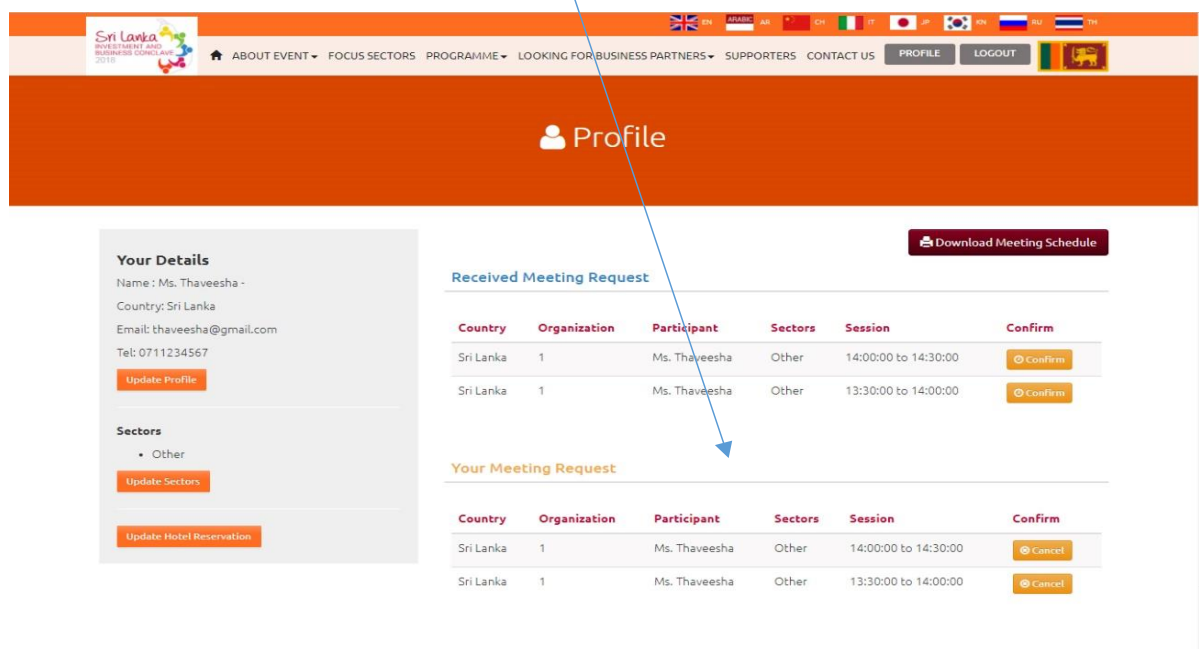 EN ARABIC AR CH IT JP KN RU TH
Sri Lanka
INVESTMENT AND
BUSINESS CONCLAVE
2018
ABOUT EVENT FOCUS SECTORS PROGRAMME LOOKING FOR BUSINESS PARTNERS SUPPORTERS CONTACT US PROFILE LOGOUT
Profile
Download Meeting Schedule
Your Details
Name : Ms. Thaveesha -
Country: Sri Lanka
Email: thaveesha@gmail.com
Tel: 0711234567
Update Profile
Sectors
• Other
Update Sectors
Update Hotel Reservation
Received Meeting Request
Country Organization Participant Sectors Session Confirm
Sri Lanka 1 Ms. Thaveesha Other 14:00:00 to 14:30:00 Confirm
Sri Lanka 1 Ms. Thaveesha Other 13:30:00 to 14:00:00 Confirm
Your Meeting Request
Country Organization Participant Sectors Session Confirm
Sri Lanka 1 Ms. Thaveesha Other 14:00:00 to 14:30:00 Cancel
Sri Lanka 1 Ms. Thaveesha Other 13:30:00 to 14:00:00 Cancel